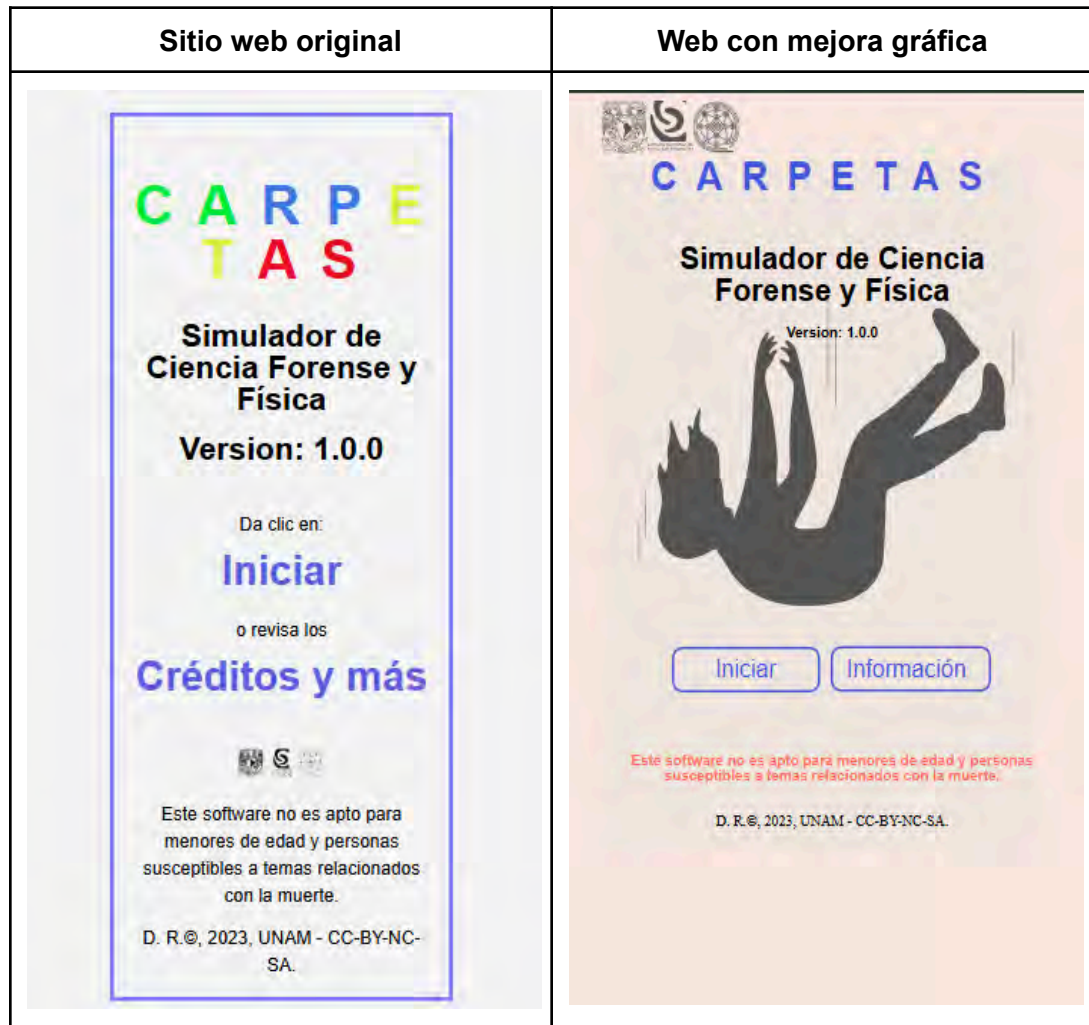 Sitio web original
Web con mejora gráfica
C A R P E
T A S
Simulador de
Ciencia Forense y
Física
Version: 1.0.0
Da clic en:
Iniciar
o revisa los
Créditos y más
Este software no es apto para
menores de edad y personas
susceptibles a temas relacionados
con la muerte.
D. R.©, 2023, UNAM - CC-BY-NC-
SA.
C A R P E T A S
Simulador de Ciencia
Forense y Física
Version: 1.0.0
Iniciar
Información
Este software no es apto para menores de edad y personas
susceptibles a temas relacionados con la muerte.
D. R.©, 2023, UNAM - CC-BY-NC-SA.